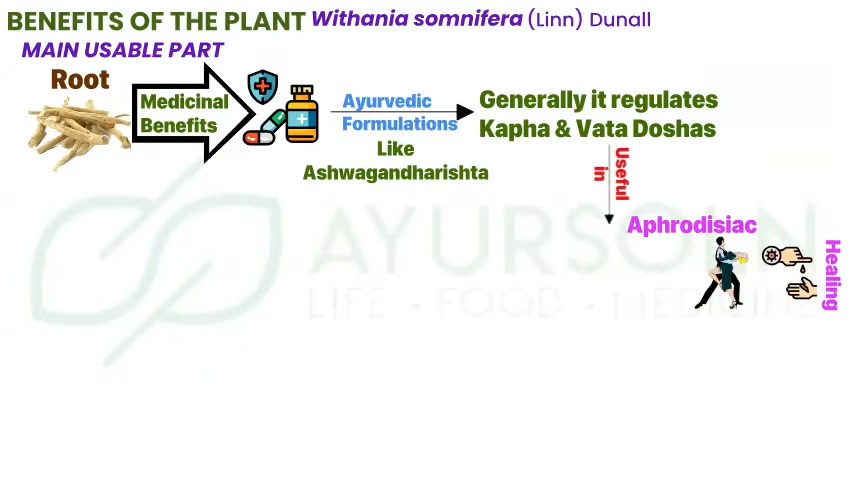 BENEFITS OF THE PLANT Withania somnifera (Linn) Dunall
MAIN USABLE PART
Root
Medicinal
Benefits
Ayurvedic
Formulations
Like
Ashwagandharishta
Generally it regulates
Kapha & Vata Doshas
Useful
in
Aphrodisiac
Healing
AYURSOLN
LIFE - FOOD - MEDICINE